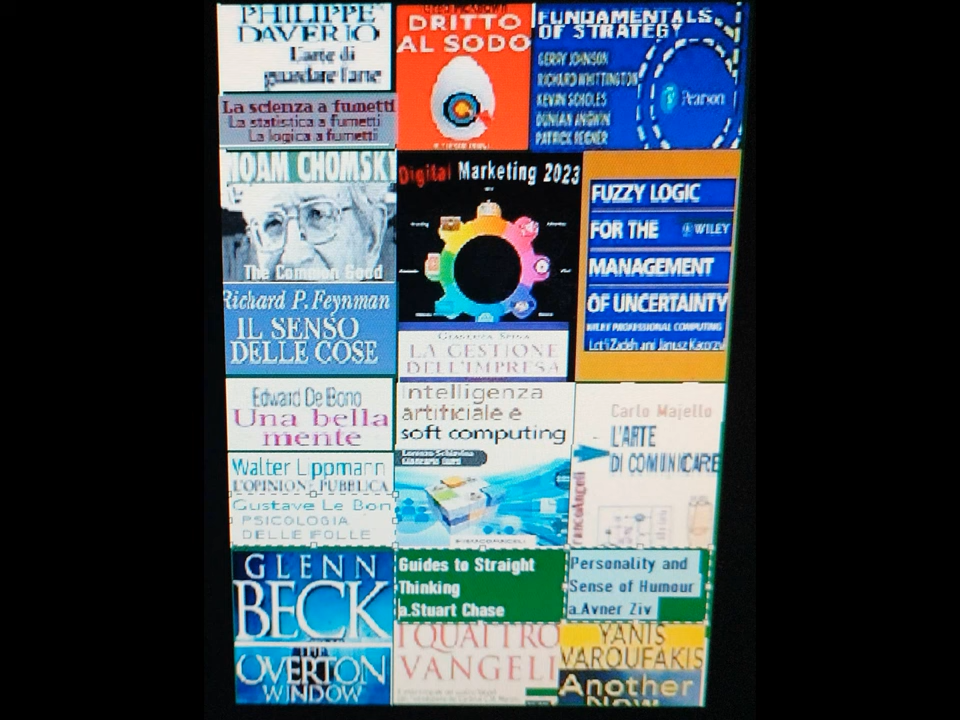 PHILIPPE
DAVERIO
L'arte di
guardare l'arte
DRITTO
AL SODO
FUNDAMENTALS
OF STRATEGY
GERRY JOHNSON
RICHARD WHITTINGTON
KEVIN SCHOLES
DUNCAN ANGWIN
PATRICK REGNER
Pearson
La scienza a fumetti
La statistica a fumetti
La logica a fumetti
NOAM CHOMSKY
The Common Good
Digital Marketing 2023
FUZZY LOGIC
FOR THE
WILEY
MANAGEMENT
OF UNCERTAINTY
WILEY PROFESSIONAL COMPUTING
Richard P. Feynman
IL SENSO
DELLE COSE
LA GESTIONE
DELL'IMPRESA
Edward De Bono
Una bella
mente
Intelligenza
artificiale e
soft computing
Carlo Majello
L'ARTE
DI COMUNICARE
FrancoAngeli
Walter Lippmann
L'OPINIONE PUBBLICA
Gustave Le Bon
PSICOLOGIA
DELLE FOLLE
GLENN
BECK
THE
OVERTON
WINDOW
Guides to Straight
Thinking
a.Stuart Chase
Personality and
Sense of Humour
a.Avner Ziv
I QUATTRO
VANGELI
YANIS
VAROUFAKIS
Another
NOW